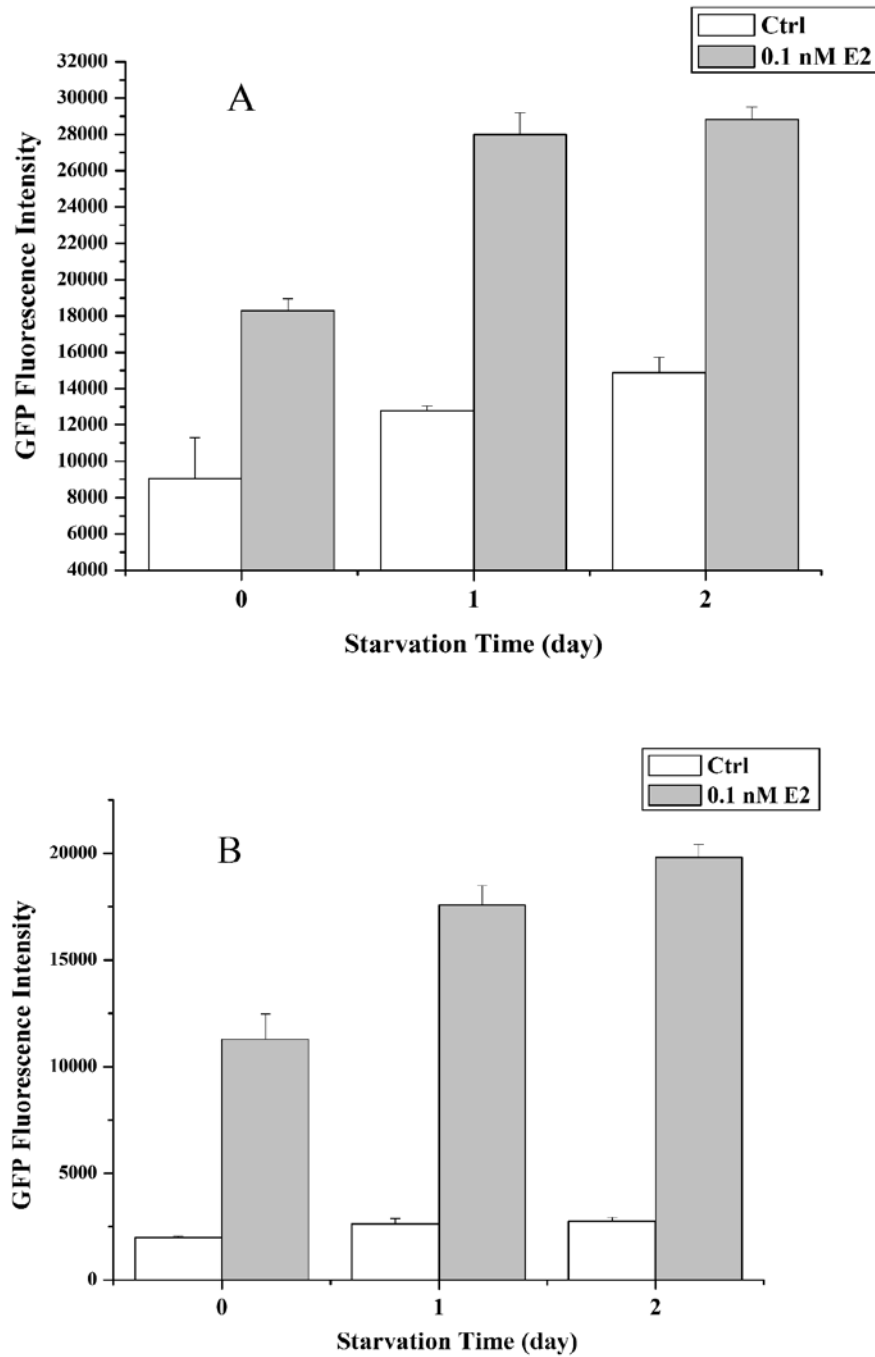 Ctrl
0.1 nM E2
A
32000
30000
28000
26000
24000
22000
20000
18000
16000
14000
12000
10000
8000
6000
4000
GFP Fluorescence Intensity
0 1 2
Starvation Time (day)
Ctrl
0.1 nM E2
B
20000
15000
10000
5000
0
GFP Fluorescence Intensity
0 1 2
Starvation Time (day)